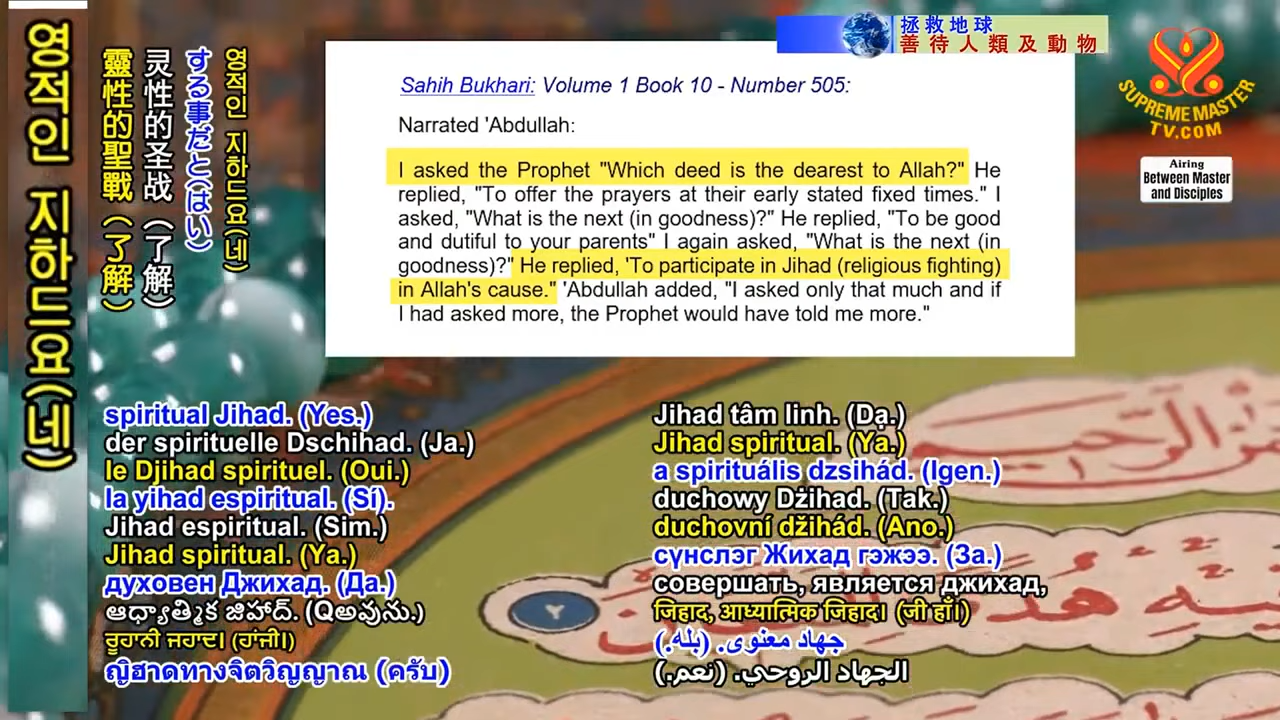 영적인 지하드요(네)
靈性的聖戰（了解）
灵性的圣战（了解）
する事だと(はい)
영적인 지하드요(네)
拯救地球
善待人類及動物
SUPREME MASTER
TV.COM
Airing
Between Master
and Disciples
Sahih Bukhari: Volume 1 Book 10 - Number 505:
Narrated 'Abdullah:
I asked the Prophet "Which deed is the dearest to Allah?" He
replied, "To offer the prayers at their early stated fixed times." I
asked, "What is the next (in goodness)?" He replied, "To be good
and dutiful to your parents" I again asked, "What is the next (in
goodness)?" He replied, 'To participate in Jihad (religious fighting)
in Allah's cause." 'Abdullah added, "I asked only that much and if
I had asked more, the Prophet would have told me more."
spiritual Jihad. (Yes.)
der spirituelle Dschihad. (Ja.)
le Djihad spirituel. (Oui.)
la yihad espiritual. (Sí).
Jihad espiritual. (Sim.)
Jihad spiritual. (Ya.)
духовен Джихад. (Да.)
ఆధ్యాత్మిక జిహాద్. (Qఅవును.)
ਰੂਹਾਨੀ ਜਹਾਦ। (ਹਾਂਜੀ।)
ญิฮาดทางจิตวิญญาณ (ครับ)
Jihad tâm linh. (Dạ.)
Jihad spiritual. (Ya.)
a spirituális dzsihád. (Igen.)
duchowy Dżihad. (Tak.)
duchovní džihád. (Ano.)
сүнслэг Жихад гэжээ. (За.)
совершать, является джихад,
जिहाद, आध्यात्मिक जिहाद। (जी हाँ।)
جهاد معنوی. (بله.)
الجهاد الروحي. (نعم.)
٢